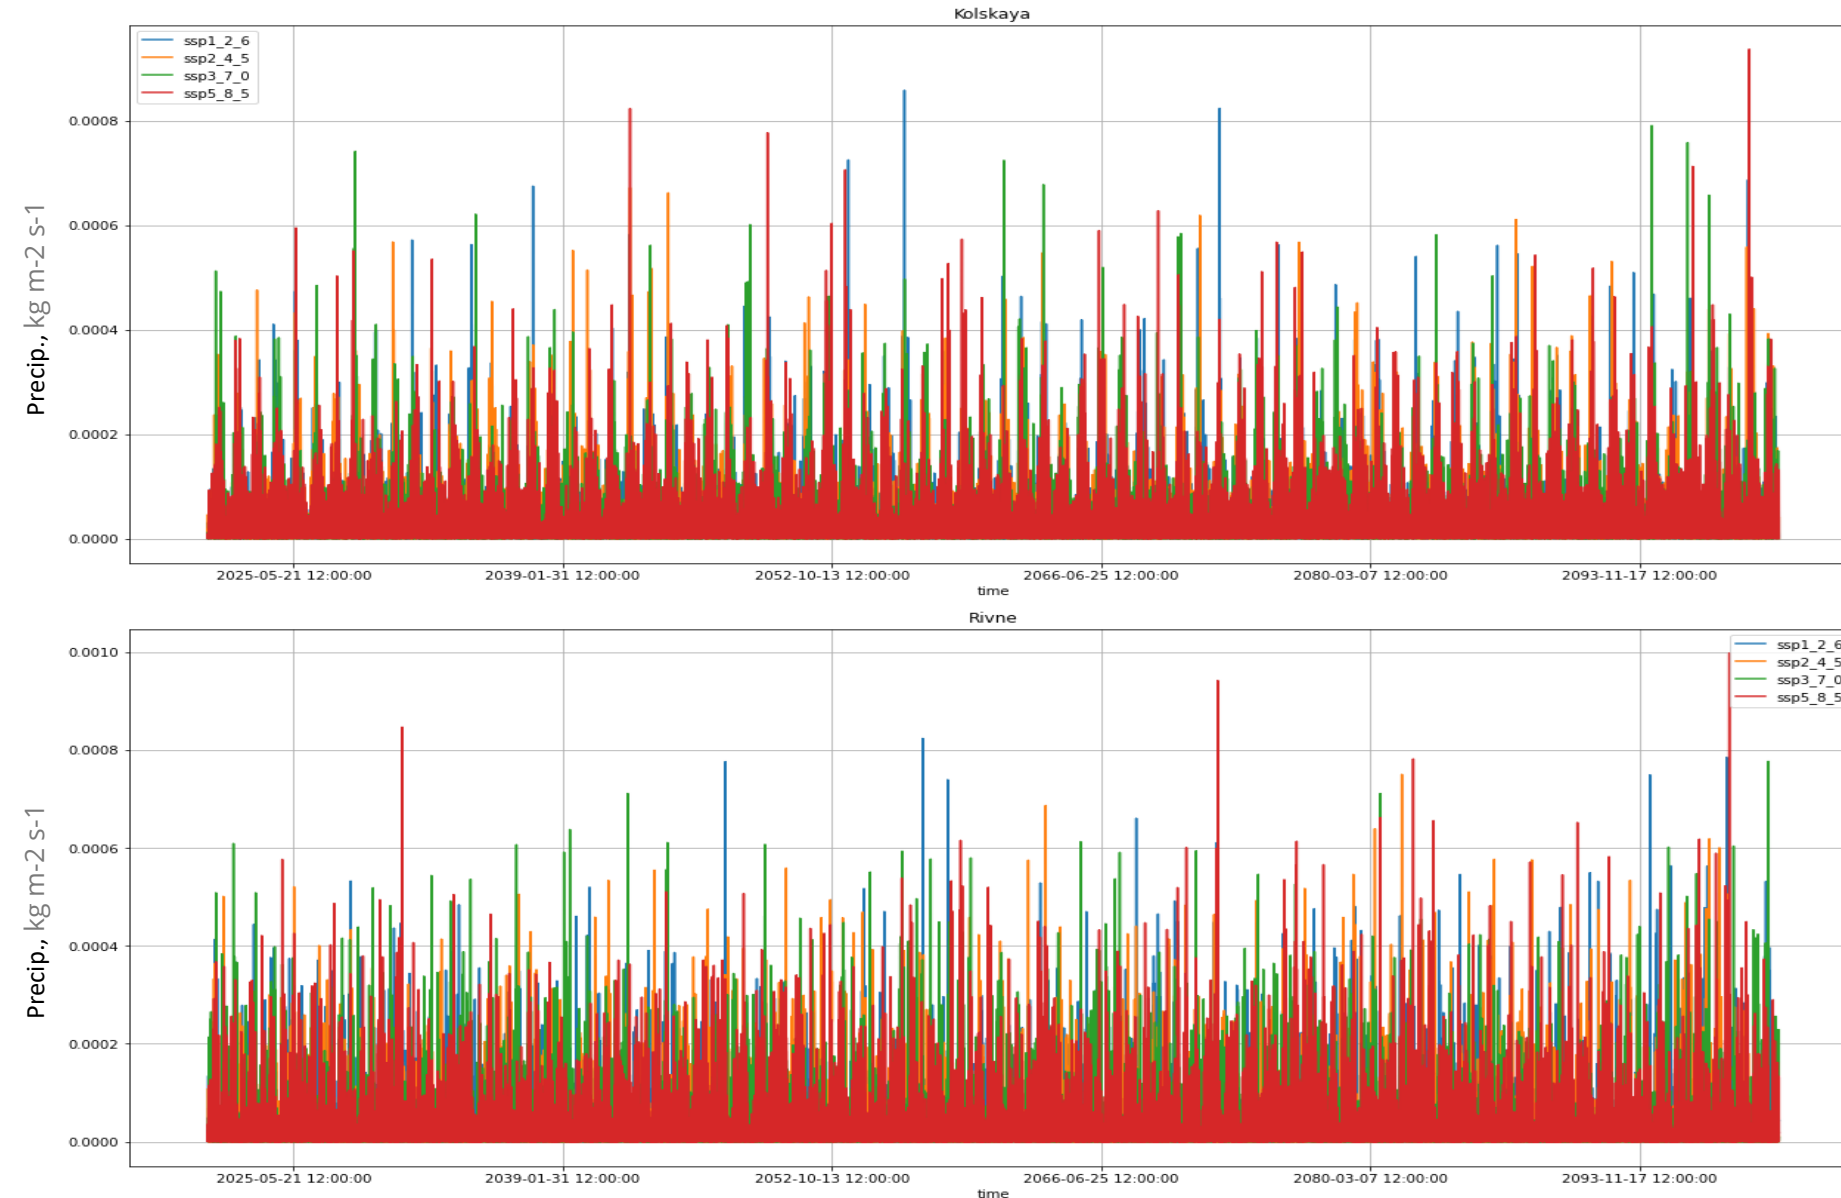 Kolskaya
ssp1_2_6
ssp2_4_5
ssp3_7_0
ssp5_8_5
0.0008
0.0006
0.0004
0.0002
0.0000
Precip., kg m-2 s-1
2025-05-21 12:00:00
2039-01-31 12:00:00
2052-10-13 12:00:00
2066-06-25 12:00:00
2080-03-07 12:00:00
2093-11-17 12:00:00
time
Rivne
ssp1_2_6
ssp2_4_5
ssp3_7_0
ssp5_8_5
0.0010
0.0008
0.0006
0.0004
0.0002
0.0000
Precip., kg m-2 s-1
2025-05-21 12:00:00
2039-01-31 12:00:00
2052-10-13 12:00:00
2066-06-25 12:00:00
2080-03-07 12:00:00
2093-11-17 12:00:00
time